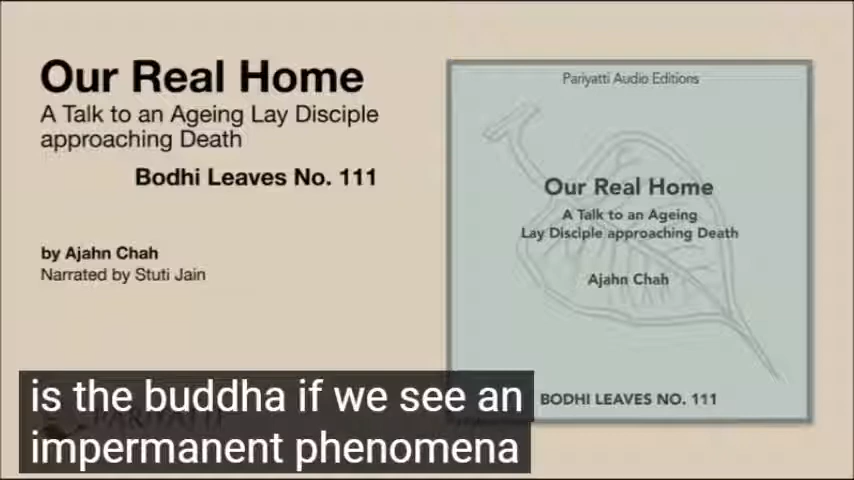 Our Real Home
A Talk to an Ageing Lay Disciple
approaching Death
Bodhi Leaves No. 111
by Ajahn Chah
Narrated by Stuti Jain
Pariyatti Audio Editions
Our Real Home
A Talk to an Ageing
Lay Disciple approaching Death
Ajahn Chah
BODHI LEAVES NO. 111
is the buddha if we see an
impermanent phenomena